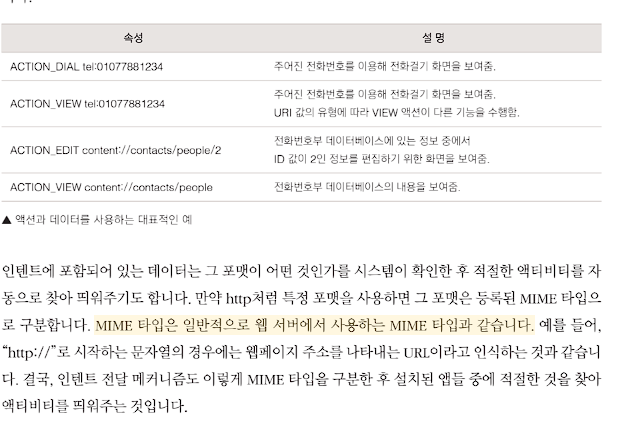 속성 설 명
ACTION_DIAL tel:01077881234 주어진 전화번호를 이용해 전화걸기 화면을 보여줌.
ACTION_VIEW tel:01077881234 주어진 전화번호를 이용해 전화걸기 화면을 보여줌.
URI 값의 유형에 따라 VIEW 액션이 다른 기능을 수행함.
ACTION_EDIT content://contacts/people/2 전화번호부 데이터베이스에 있는 정보 중에서
ID 값이 2인 정보를 편집하기 위한 화면을 보여줌.
ACTION_VIEW content://contacts/people 전화번호부 데이터베이스의 내용을 보여줌.
▲ 액션과 데이터를 사용하는 대표적인 예
인텐트에 포함되어 있는 데이터는 그 포맷이 어떤 것인가를 시스템이 확인한 후 적절한 액티비티를 자
동으로 찾아 띄워주기도 합니다. 만약 http처럼 특정 포맷을 사용하면 그 포맷은 등록된 MIME 타입으
로 구분합니다. MIME 타입은 일반적으로 웹 서버에서 사용하는 MIME 타입과 같습니다. 예를 들어,
“http://”로 시작하는 문자열의 경우에는 웹페이지 주소를 나타내는 URL이라고 인식하는 것과 같습니
다. 결국, 인텐트 전달 메커니즘도 이렇게 MIME 타입을 구분한 후 설치된 앱들 중에 적절한 것을 찾아
액티비티를 띄워주는 것입니다.